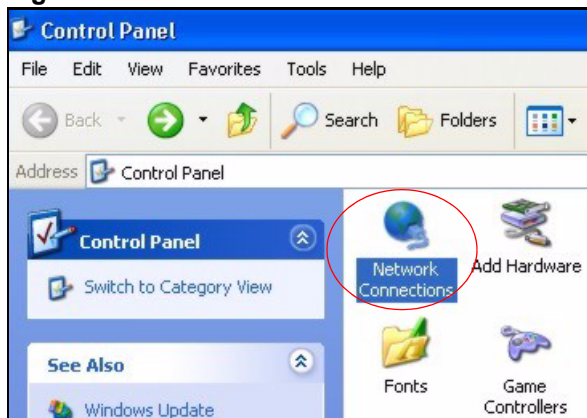 Control Panel
File Edit View Favorites Tools Help
Back Search Folders
Address Control Panel
Control Panel
Switch to Category View
See Also
Windows Update
Network
Connections
Add Hardware
Fonts
Game
Controllers